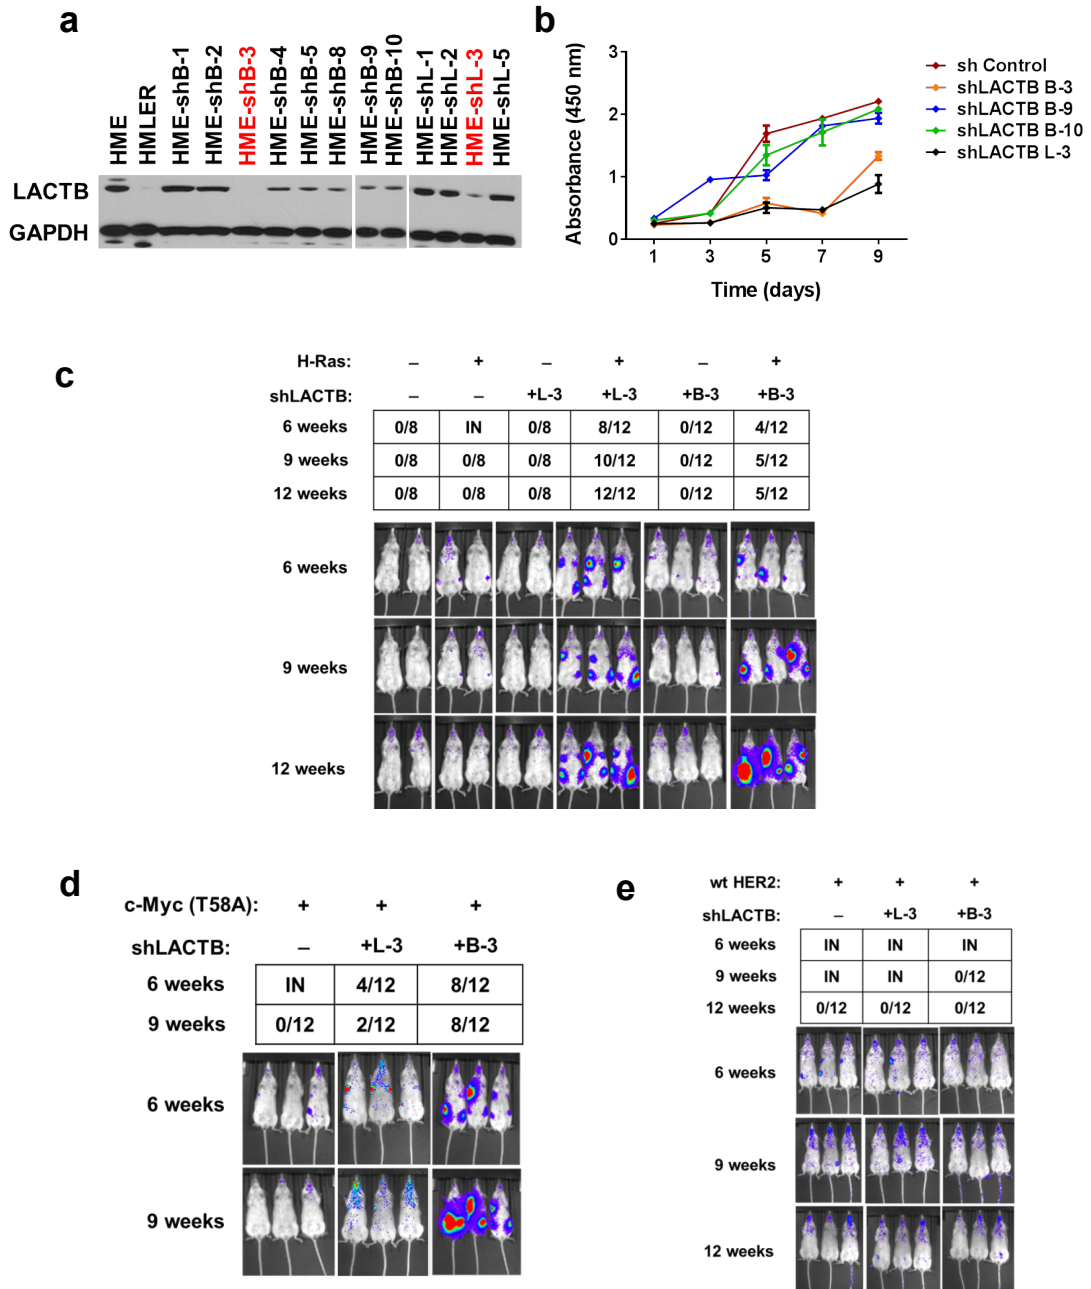 a
HME
HMLER
HME-shB-1
HME-shB-2
HME-shB-3
HME-shB-4
HME-shB-5
HME-shB-8
HME-shB-9
HME-shB-10
HME-shL-1
HME-shL-2
HME-shL-3
HME-shL-5
LACTB
GAPDH
b
Absorbance (450 nm)
3
2
1
0
1 3 5 7 9
Time (days)
sh Control
shLACTB B-3
shLACTB B-9
shLACTB B-10
shLACTB L-3
c
H-Ras: – + – + – +
shLACTB: – – +L-3 +L-3 +B-3 +B-3
6 weeks 0/8 IN 0/8 8/12 0/12 4/12
9 weeks 0/8 0/8 0/8 10/12 0/12 5/12
12 weeks 0/8 0/8 0/8 12/12 0/12 5/12
6 weeks
9 weeks
12 weeks
d
c-Myc (T58A): + + +
shLACTB: – +L-3 +B-3
6 weeks IN 4/12 8/12
9 weeks 0/12 2/12 8/12
6 weeks
9 weeks
e
wt HER2: + + +
shLACTB: – +L-3 +B-3
6 weeks IN IN IN
9 weeks IN IN 0/12
12 weeks 0/12 0/12 0/12
6 weeks
9 weeks
12 weeks